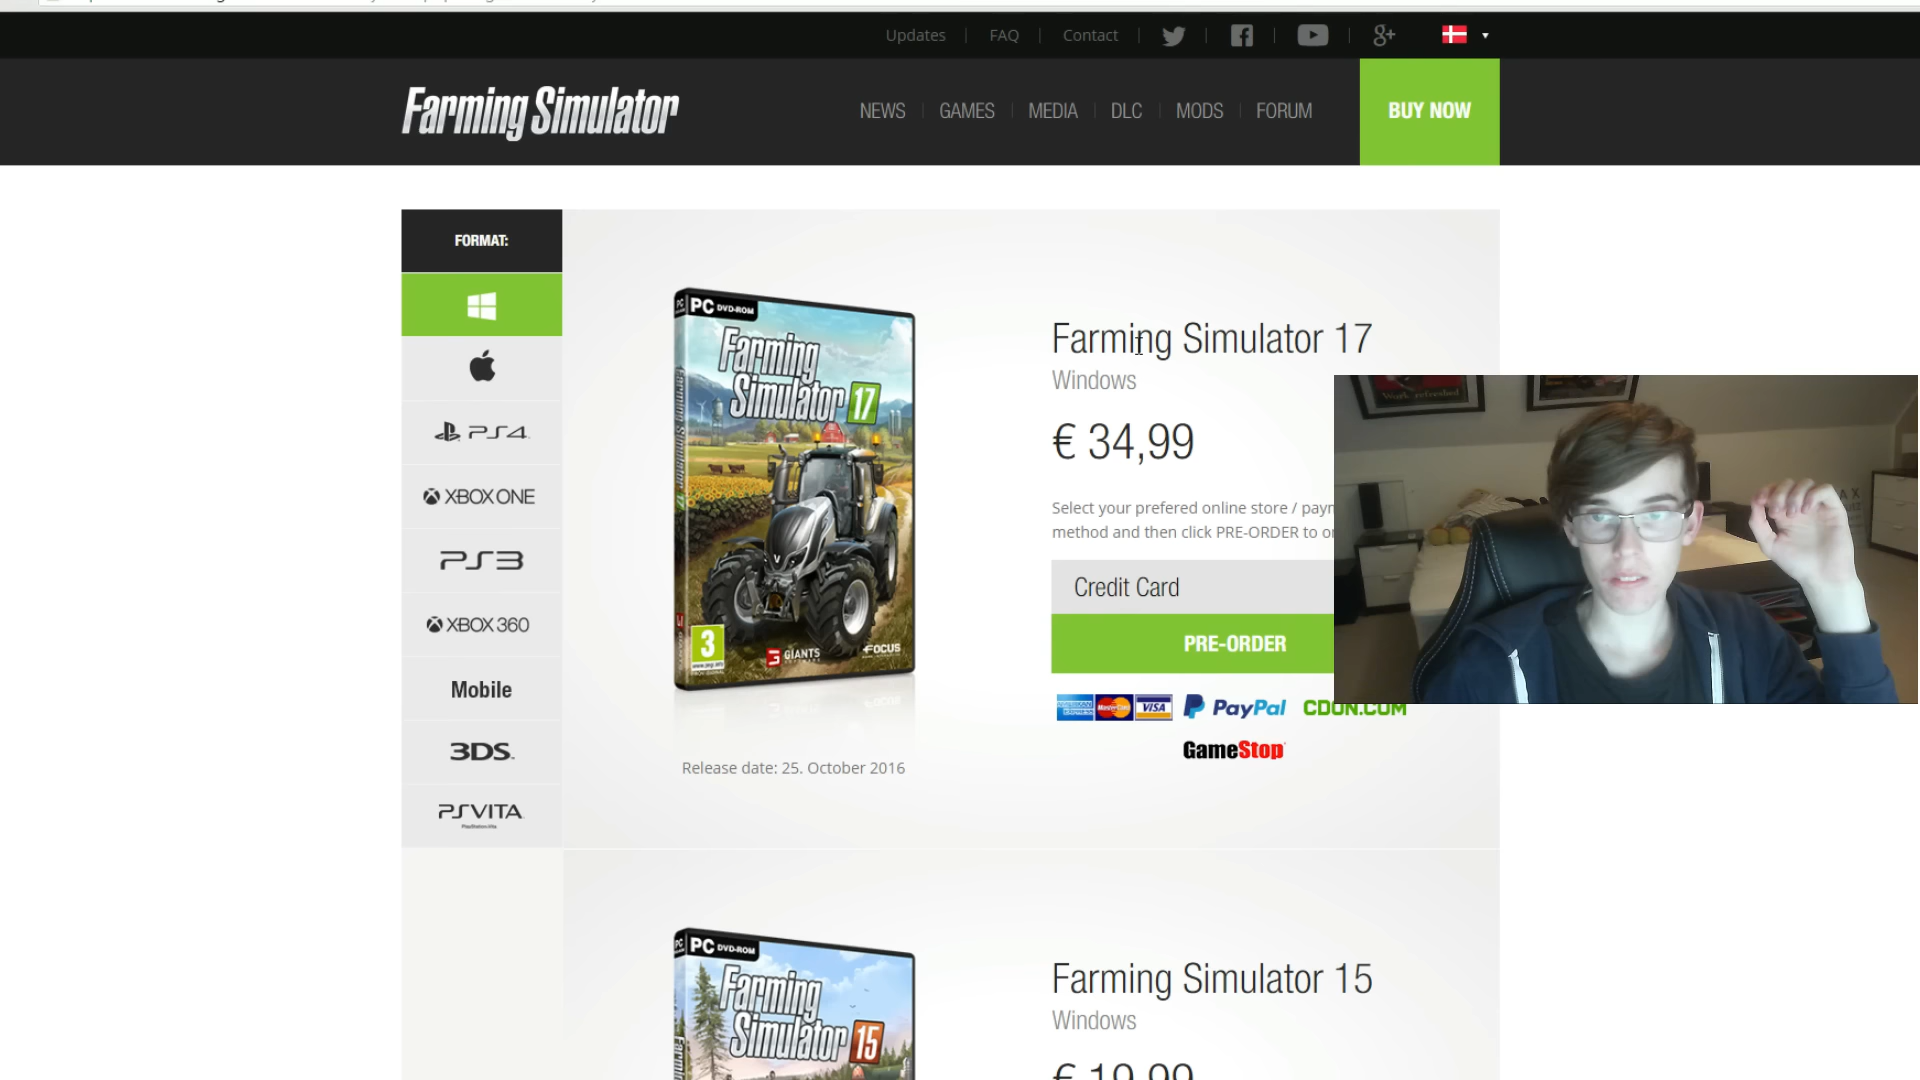 Updates FAQ Contact
Farming Simulator
NEWS GAMES MEDIA DLC MODS FORUM BUY NOW
FORMAT:
PS4
XBOX ONE
PS3
XBOX 360
Mobile
3DS
PSVITA
PC DVD-ROM
Farming
Simulator 17
3
GIANTS
FOCUS
Release date: 25. October 2016
Farming Simulator 17
Windows
€ 34,99
Select your prefered online store /
method and then click PRE-ORDER to
Credit Card
PRE-ORDER
MasterCard VISA PayPal CDON.COM
GameStop
PC DVD-ROM
Farming
Simulator 15
Farming Simulator 15
Windows
€ 19,99